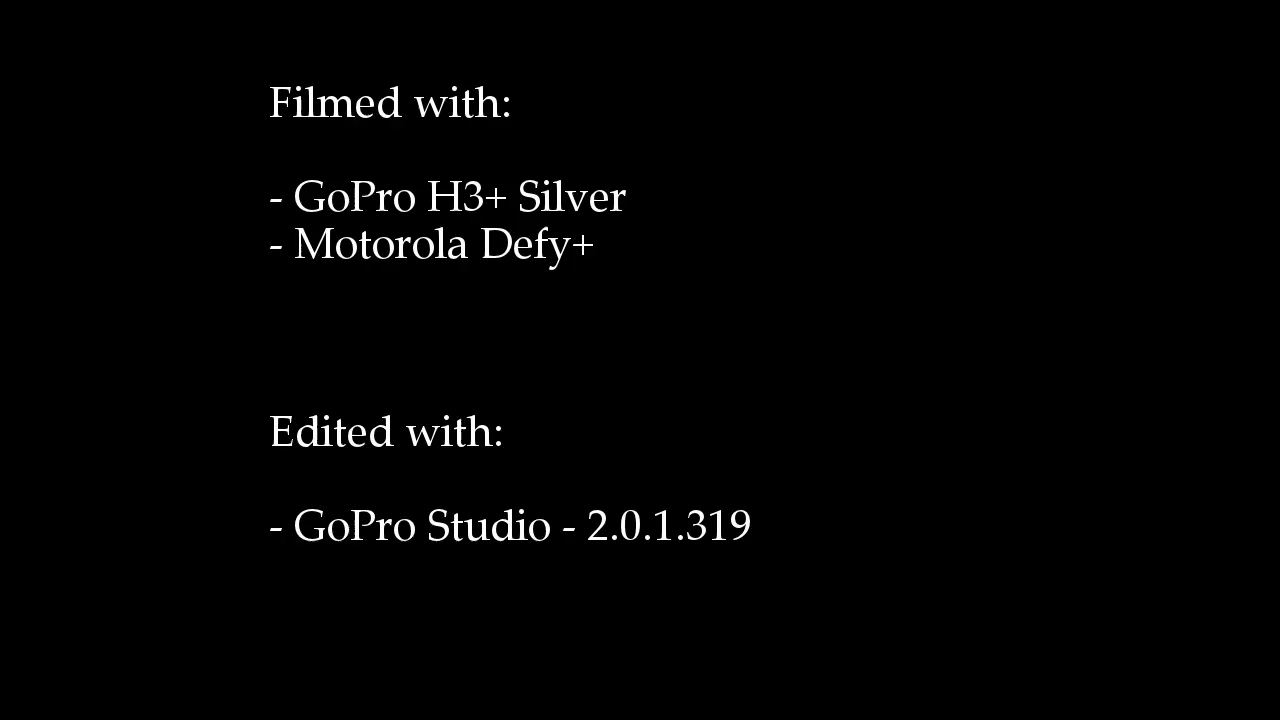 Filmed with:
- GoPro H3+ Silver
- Motorola Defy+
Edited with:
- GoPro Studio - 2.0.1.319